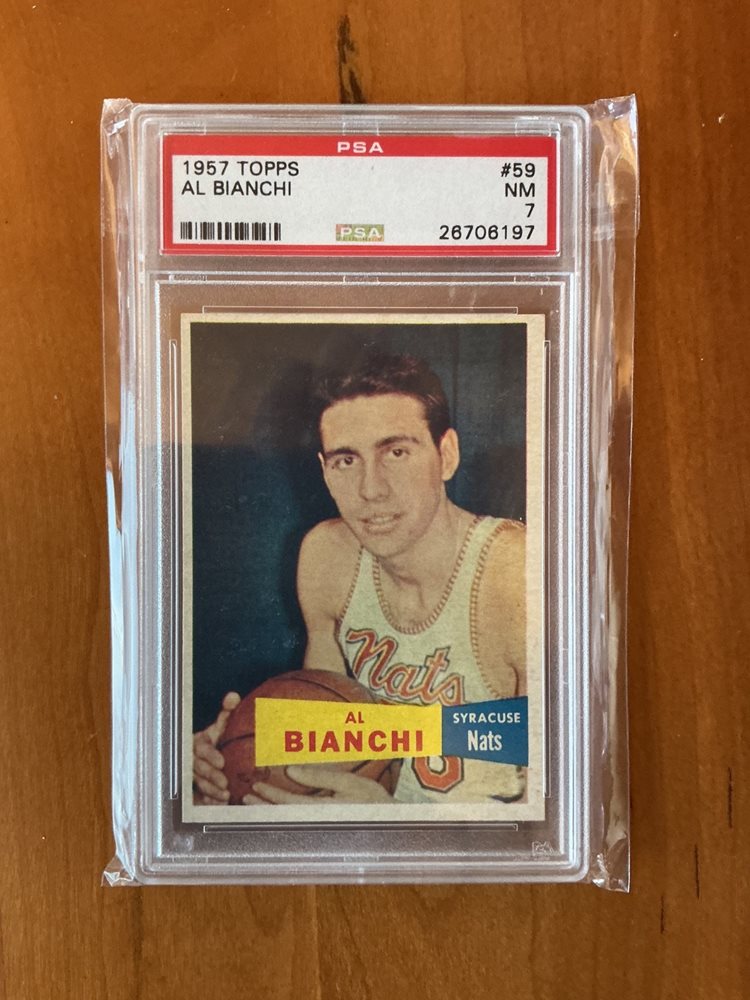 PSA
1957 TOPPS #59
AL BIANCHI NM
7
PSA 26706197
Nats
AL
BIANCHI
SYRACUSE
Nats